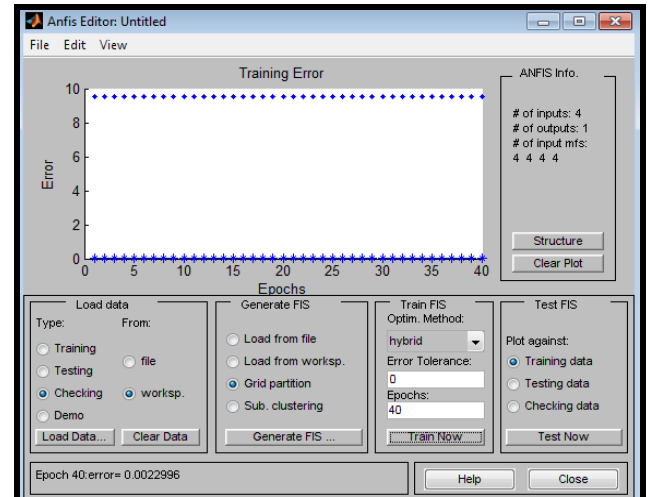 Anfis Editor: Untitled
File Edit View
Training Error
10
8
6
4
2
0
Error
0 5 10 15 20 25 30 35 40
Epochs
ANFIS Info.
# of inputs: 4
# of outputs: 1
# of input mfs:
4 4 4 4
Structure
Clear Plot
Load data
Type: From:
Training
Testing
Checking
Demo
file
worksp.
Load Data...
Clear Data
Generate FIS
Load from file
Load from worksp.
Grid partition
Sub. clustering
Generate FIS ...
Train FIS
Optim. Method:
hybrid
Error Tolerance:
0
Epochs:
40
Train Now
Test FIS
Plot against:
Training data
Testing data
Checking data
Test Now
Epoch 40:error= 0.0022996
Help
Close